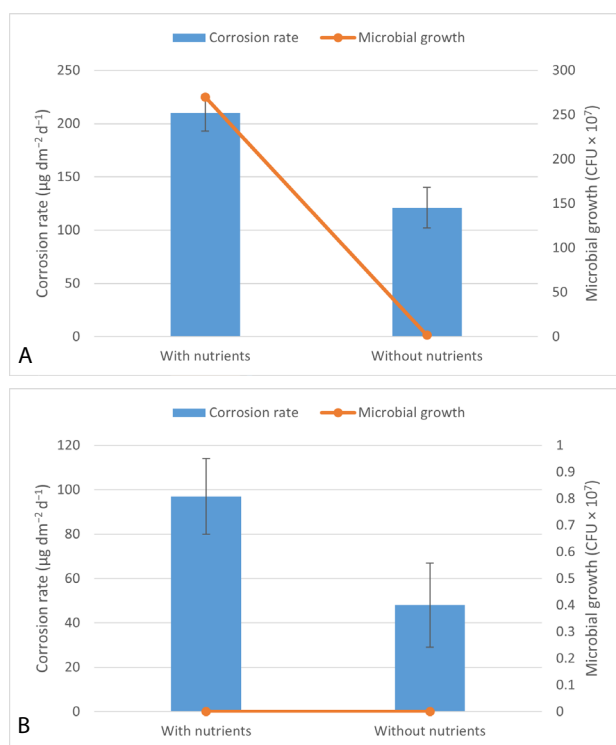 Corrosion rate Microbial growth
250 300
200 250
150 200
100 150
50 100
0 50
0
Corrosion rate (µg dm⁻² d⁻¹)
Microbial growth (CFU × 10⁷)
With nutrients Without nutrients
A
Corrosion rate Microbial growth
120 1
100 0.9
80 0.8
60 0.7
40 0.6
20 0.5
0 0.4
0.3
0.2
0.1
0
Corrosion rate (µg dm⁻² d⁻¹)
Microbial growth (CFU × 10⁷)
With nutrients Without nutrients
B